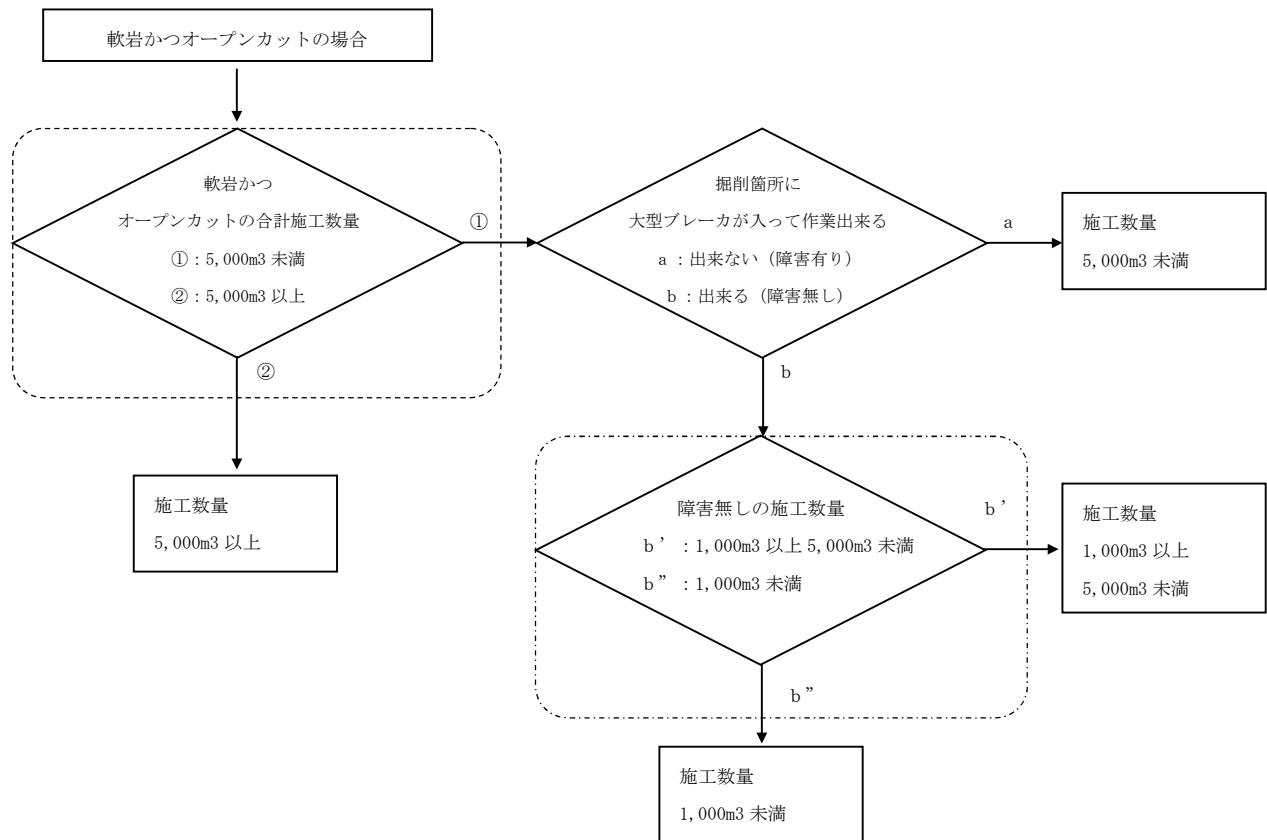 軟岩かつオープンカットの場合
軟岩かつ
オープンカットの合計施工数量
①：5,000m3 未満
②：5,000m3 以上
①
②
施工数量
5,000m3 以上
掘削箇所に
大型ブレーカが入って作業出来る
a：出来ない（障害有り）
b：出来る（障害無し）
a
施工数量
5,000m3 未満
b
障害無しの施工数量
b’：1,000m3 以上 5,000m3 未満
b”：1,000m3 未満
b’
施工数量
1,000m3 以上
5,000m3 未満
b”
施工数量
1,000m3 未満